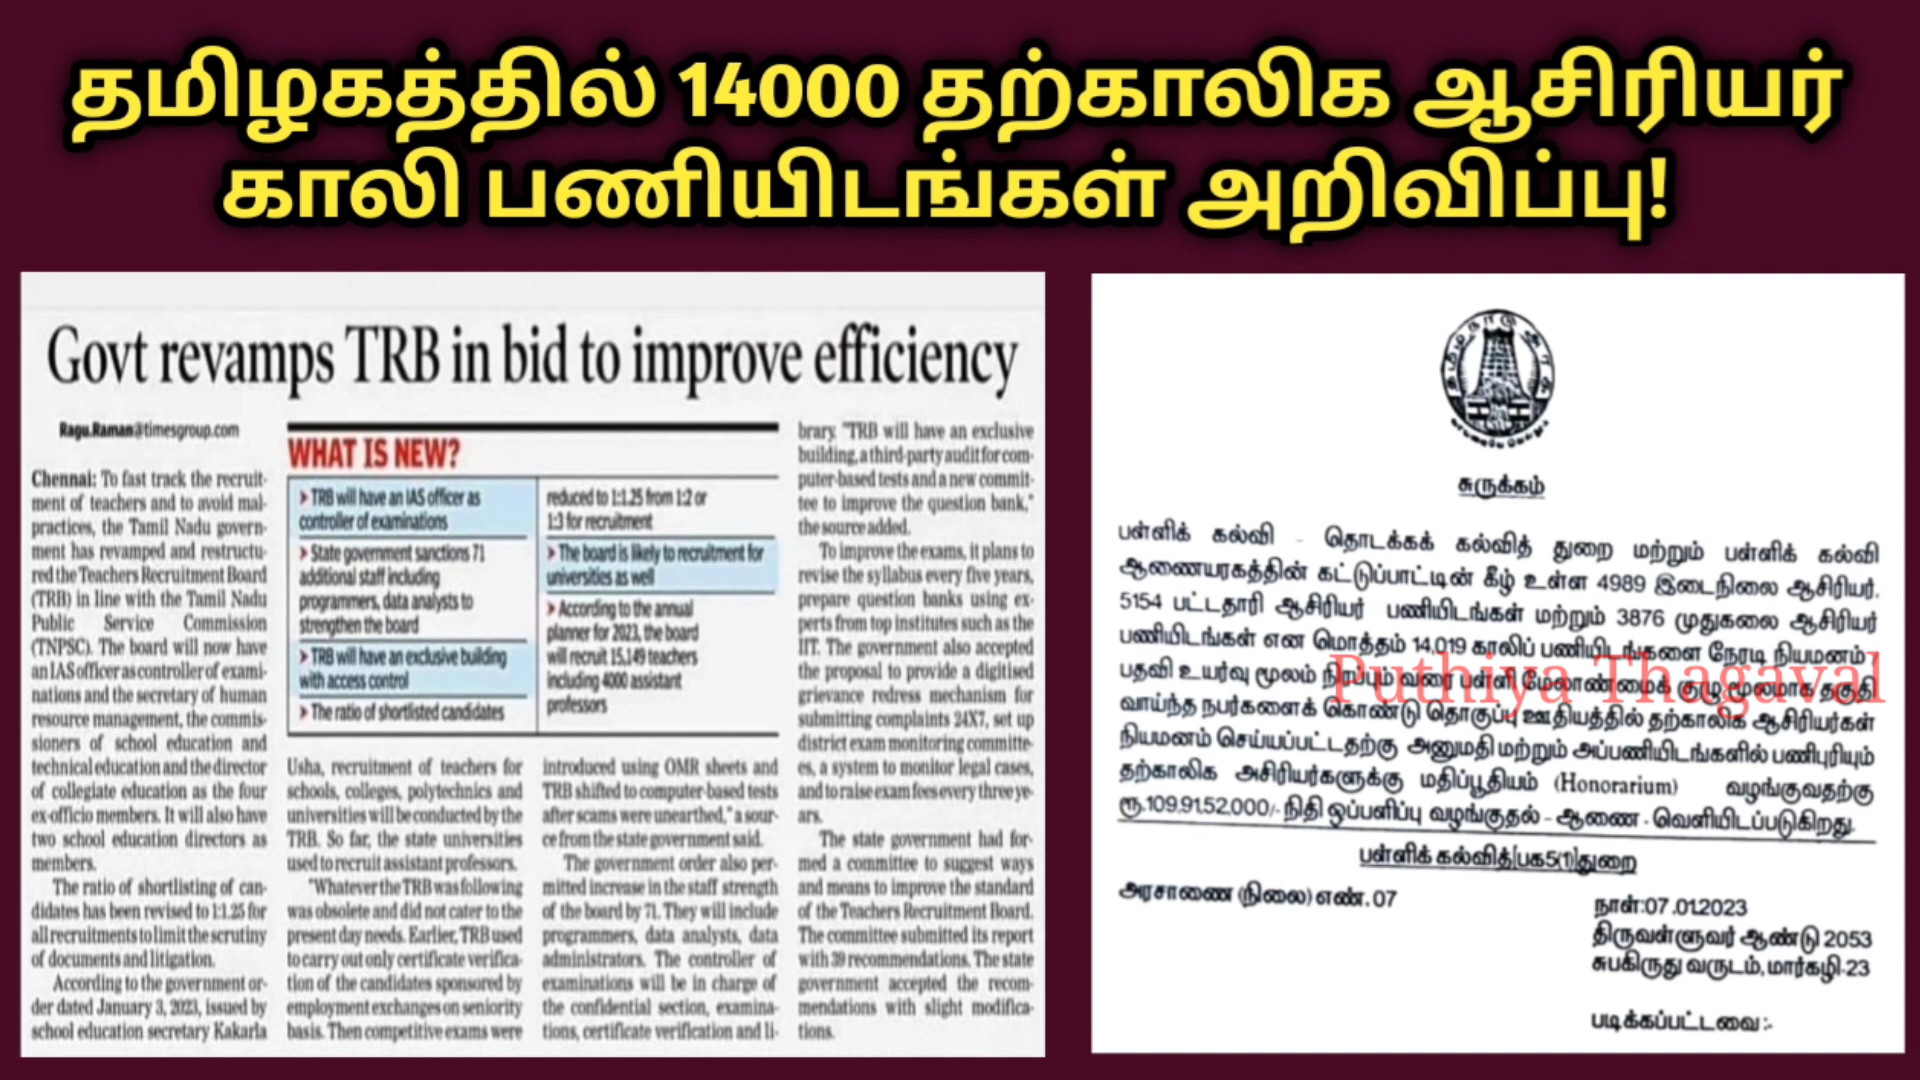 தமிழகத்தில் 14000 தற்காலிக ஆசிரியர்
காலி பணியிடங்கள் அறிவிப்பு!
Govt revamps TRB in bid to improve efficiency
Ragu.Raman@timesgroup.com
Chennai: To fast track the recruit-
ment of teachers and to avoid mal-
practices, the Tamil Nadu govern-
ment has revamped and restructu-
red the Teachers Recruitment Board
(TRB) in line with the Tamil Nadu
Public Service Commission
(TNPSC). The board will now have
an IAS officer as controller of exami-
nations and the secretary of human
resource management, the commis-
sioners of school education and
technical education and the director
of collegiate education as the four
ex-officio members. It will also have
two school education directors as
members.
The ratio of shortlisting of can-
didates has been revised to 1:1.25 for
all recruitments to limit the scrutiny
of documents and litigation.
According to the government or-
der dated January 3, 2023, issued by
school education secretary Kakarla
WHAT IS NEW?
TRB will have an IAS officer as
controller of examinations
State government sanctions 71
additional staff including
programmers, data analysts to
strengthen the board
TRB will have an exclusive building
with access control
The ratio of shortlisted candidates
reduced to 1:1.25 from 1:2 or
1:3 for recruitment
The board is likely to recruitment for
universities as well
According to the annual
planner for 2023, the board
will recruit 15,149 teachers
including 4000 assistant
professors
Usha, recruitment of teachers for
schools, colleges, polytechnics and
universities will be conducted by the
TRB. So far, the state universities
used to recruit assistant professors.
"Whatever the TRB was following
was obsolete and did not cater to the
present day needs. Earlier, TRB used
to carry out only certificate verifica-
tion of the candidates sponsored by
employment exchanges on seniority
basis. Then competitive exams were
introduced using OMR sheets and
TRB shifted to computer-based tests
after scams were unearthed," a sour-
ce from the state government said.
The government order also per-
mitted increase in the staff strength
of the board by 71. They will include
programmers, data analysts, data
administrators. The controller of
examinations will be in charge of
the confidential section, examina-
tions, certificate verification and li-
brary. "TRB will have an exclusive
building, a third-party audit for com-
puter-based tests and a new commit-
tee to improve the question bank,"
the source added.
To improve the exams, it plans to
revise the syllabus every five years,
prepare question banks using ex-
perts from top institutes such as the
IIT. The government also accepted
the proposal to provide a digitised
grievance redress mechanism for
submitting complaints 24X7, set up
district exam monitoring committe-
es, a system to monitor legal cases,
and to raise exam fees every three ye-
ars.
The state government had for-
med a committee to suggest ways
and means to improve the standard
of the Teachers Recruitment Board.
The committee submitted its report
with 39 recommendations. The state
government accepted the recom-
mendations with slight modifica-
tions.
சுருக்கம்
பள்ளிக் கல்வி - தொடக்கக் கல்வித் துறை மற்றும் பள்ளிக் கல்வி
ஆணையரகத்தின் கட்டுப்பாட்டின் கீழ் உள்ள 4989 இடைநிலை ஆசிரியர்,
5154 பட்டதாரி ஆசிரியர் பணியிடங்கள் மற்றும் 3876 முதுகலை ஆசிரியர்
பணியிடங்கள் என மொத்தம் 14,019 காலிப் பணியிடங்களை நேரடி நியமனம் /
பதவி உயர்வு மூலம் நிரப்பும் வரை பள்ளி மேலாண்மைக் குழு மூலமாக தகுதி
வாய்ந்த நபர்களைக் கொண்டு தொகுப்பு ஊதியத்தில் தற்காலிக ஆசிரியர்கள்
நியமனம் செய்யப்பட்டதற்கு அனுமதி மற்றும் அப்பணியிடங்களில் பணிபுரியும்
தற்காலிக அசிரியர்களுக்கு மதிப்பூதியம் (Honorarium) வழங்குவதற்கு
ரூ.109,91,52,000/- நிதி ஒப்பளிப்பு வழங்குதல் - ஆணை - வெளியிடப்படுகிறது.
Puthiya Thagaval
பள்ளிக் கல்வித்[பக5(1)]துறை
அரசாணை (நிலை) எண். 07
நாள்:07.01.2023
திருவள்ளுவர் ஆண்டு 2053
சுபகிருது வருடம், மார்கழி-23
படிக்கப்பட்டவை:-